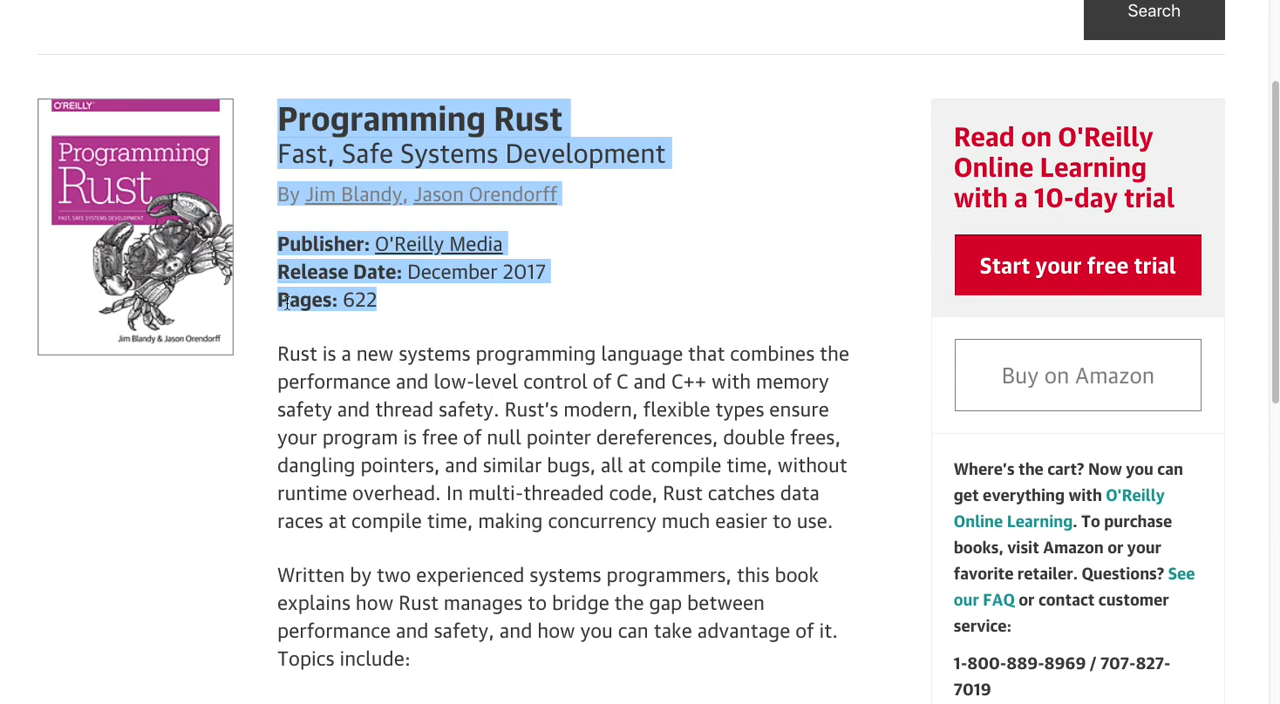 Search
O'REILLY
Programming
Rust
FAST, SAFE SYSTEMS DEVELOPMENT
Jim Blandy & Jason Orendorff
Programming Rust
Fast, Safe Systems Development
By Jim Blandy, Jason Orendorff
Publisher: O'Reilly Media
Release Date: December 2017
Pages: 622
Rust is a new systems programming language that combines the
performance and low-level control of C and C++ with memory
safety and thread safety. Rust’s modern, flexible types ensure
your program is free of null pointer dereferences, double frees,
dangling pointers, and similar bugs, all at compile time, without
runtime overhead. In multi-threaded code, Rust catches data
races at compile time, making concurrency much easier to use.
Written by two experienced systems programmers, this book
explains how Rust manages to bridge the gap between
performance and safety, and how you can take advantage of it.
Topics include:
Read on O'Reilly
Online Learning
with a 10-day trial
Start your free trial
Buy on Amazon
Where’s the cart? Now you can
get everything with O'Reilly
Online Learning. To purchase
books, visit Amazon or your
favorite retailer. Questions? See
our FAQ or contact customer
service:
1-800-889-8969 / 707-827-
7019